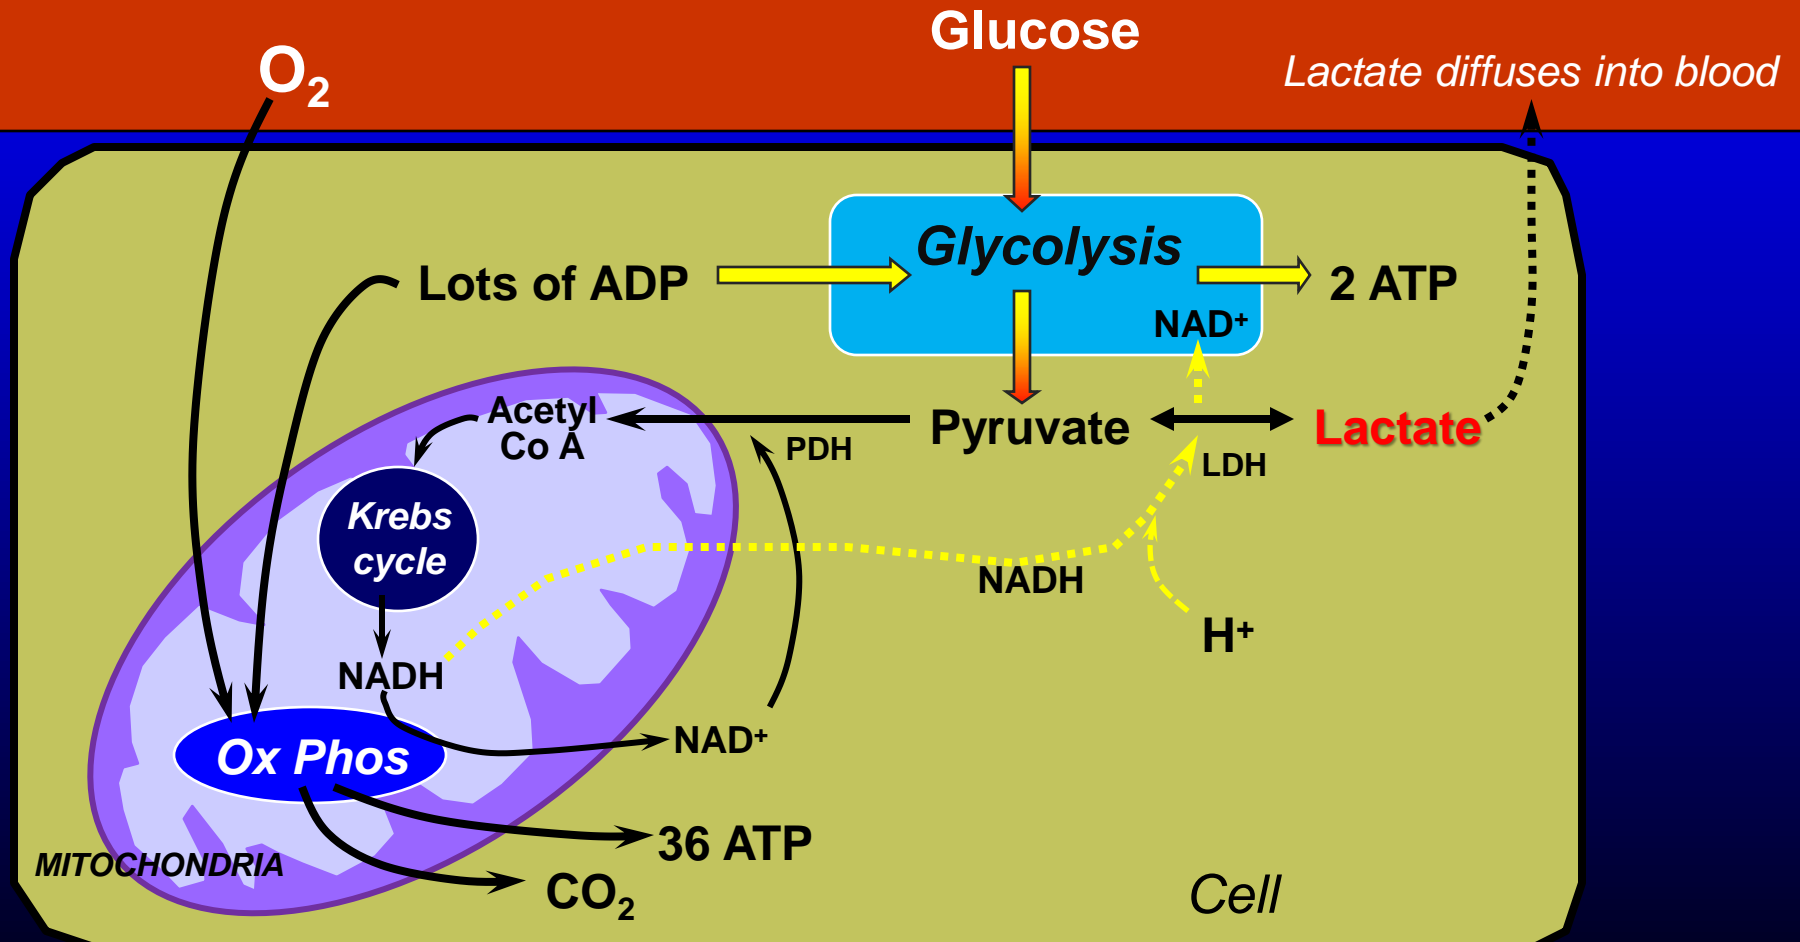 Glucose
O₂
Lactate diffuses into blood
Glycolysis
Lots of ADP
2 ATP
NAD⁺
Acetyl
Co A
PDH
Pyruvate
LDH
Lactate
Krebs
cycle
NADH
H⁺
NADH
NAD⁺
Ox Phos
36 ATP
MITOCHONDRIA
CO₂
Cell